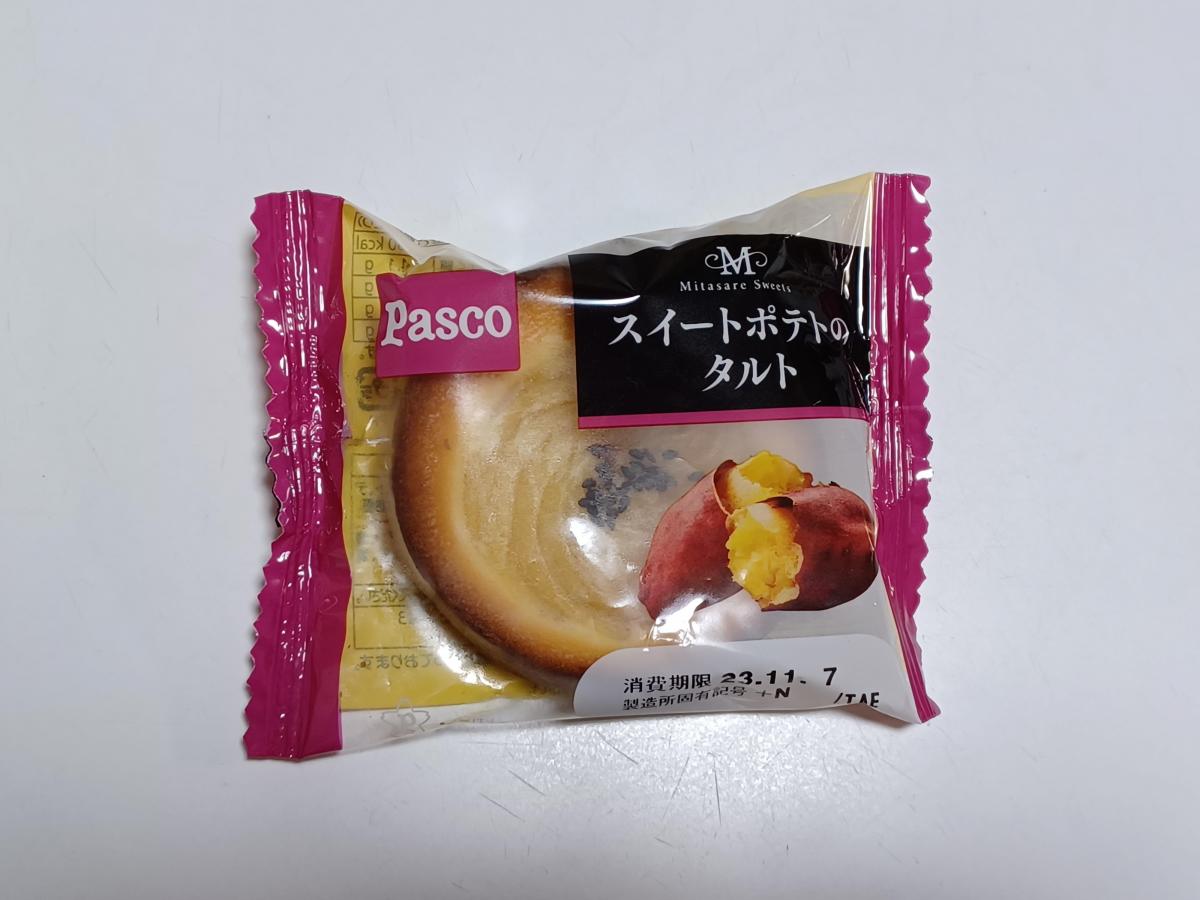 Pasco
M
Mitasare Sweets
スイートポテトの
タルト
消費期限 23.11. 7
製造所固有記号 +N /TAE